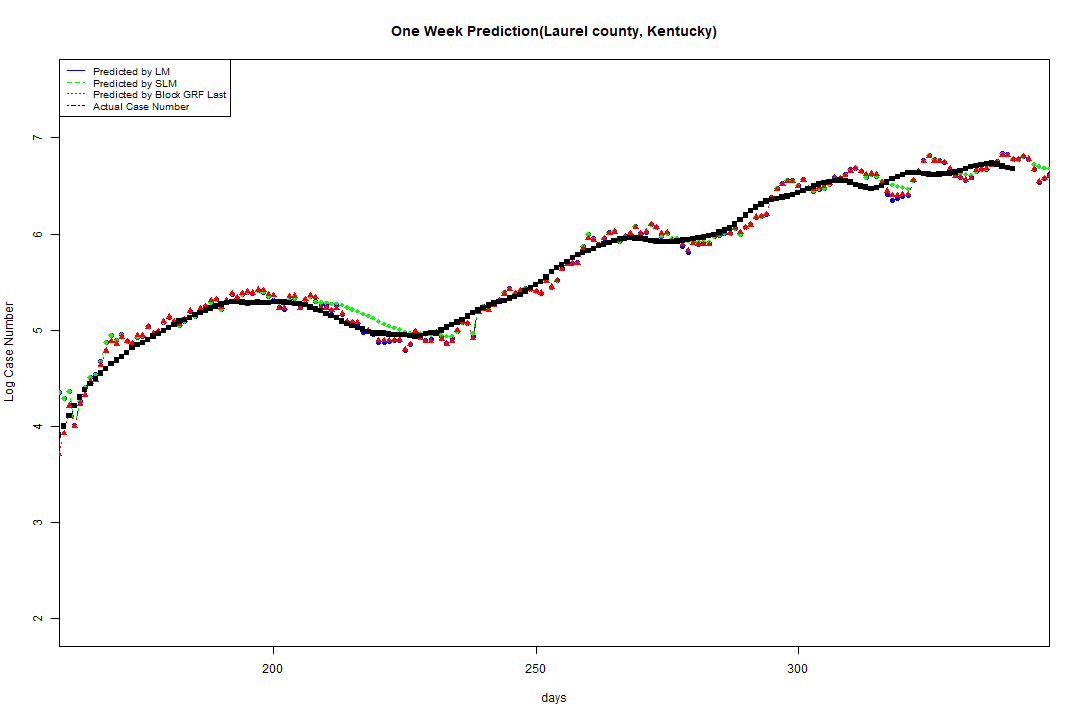 One Week Prediction(Laurel county, Kentucky)
Predicted by LM
Predicted by SLM
Predicted by Block GRF Last
Actual Case Number
7
6
5
4
3
2
Log Case Number
200 250 300
days